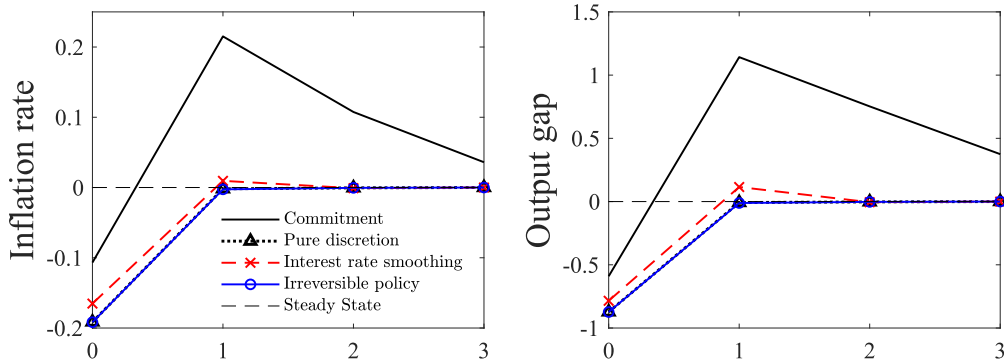 Inflation rate
0.2
0.1
0
-0.1
-0.2
0 1 2 3
Commitment
Pure discretion
Interest rate smoothing
Irreversible policy
Steady State
Output gap
1.5
1
0.5
0
-0.5
-1
0 1 2 3